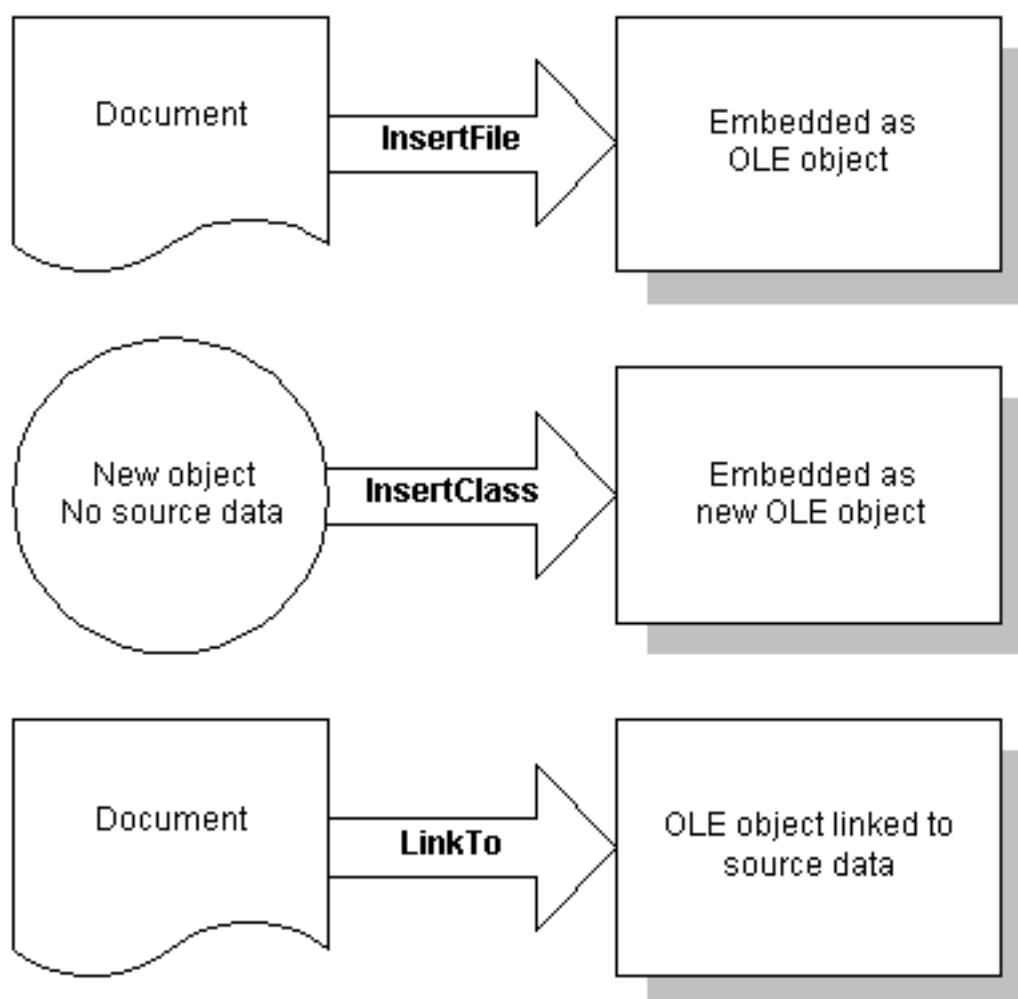 Document
InsertFile
Embedded as
OLE object
New object
No source data
InsertClass
Embedded as
new OLE object
Document
LinkTo
OLE object linked to
source data